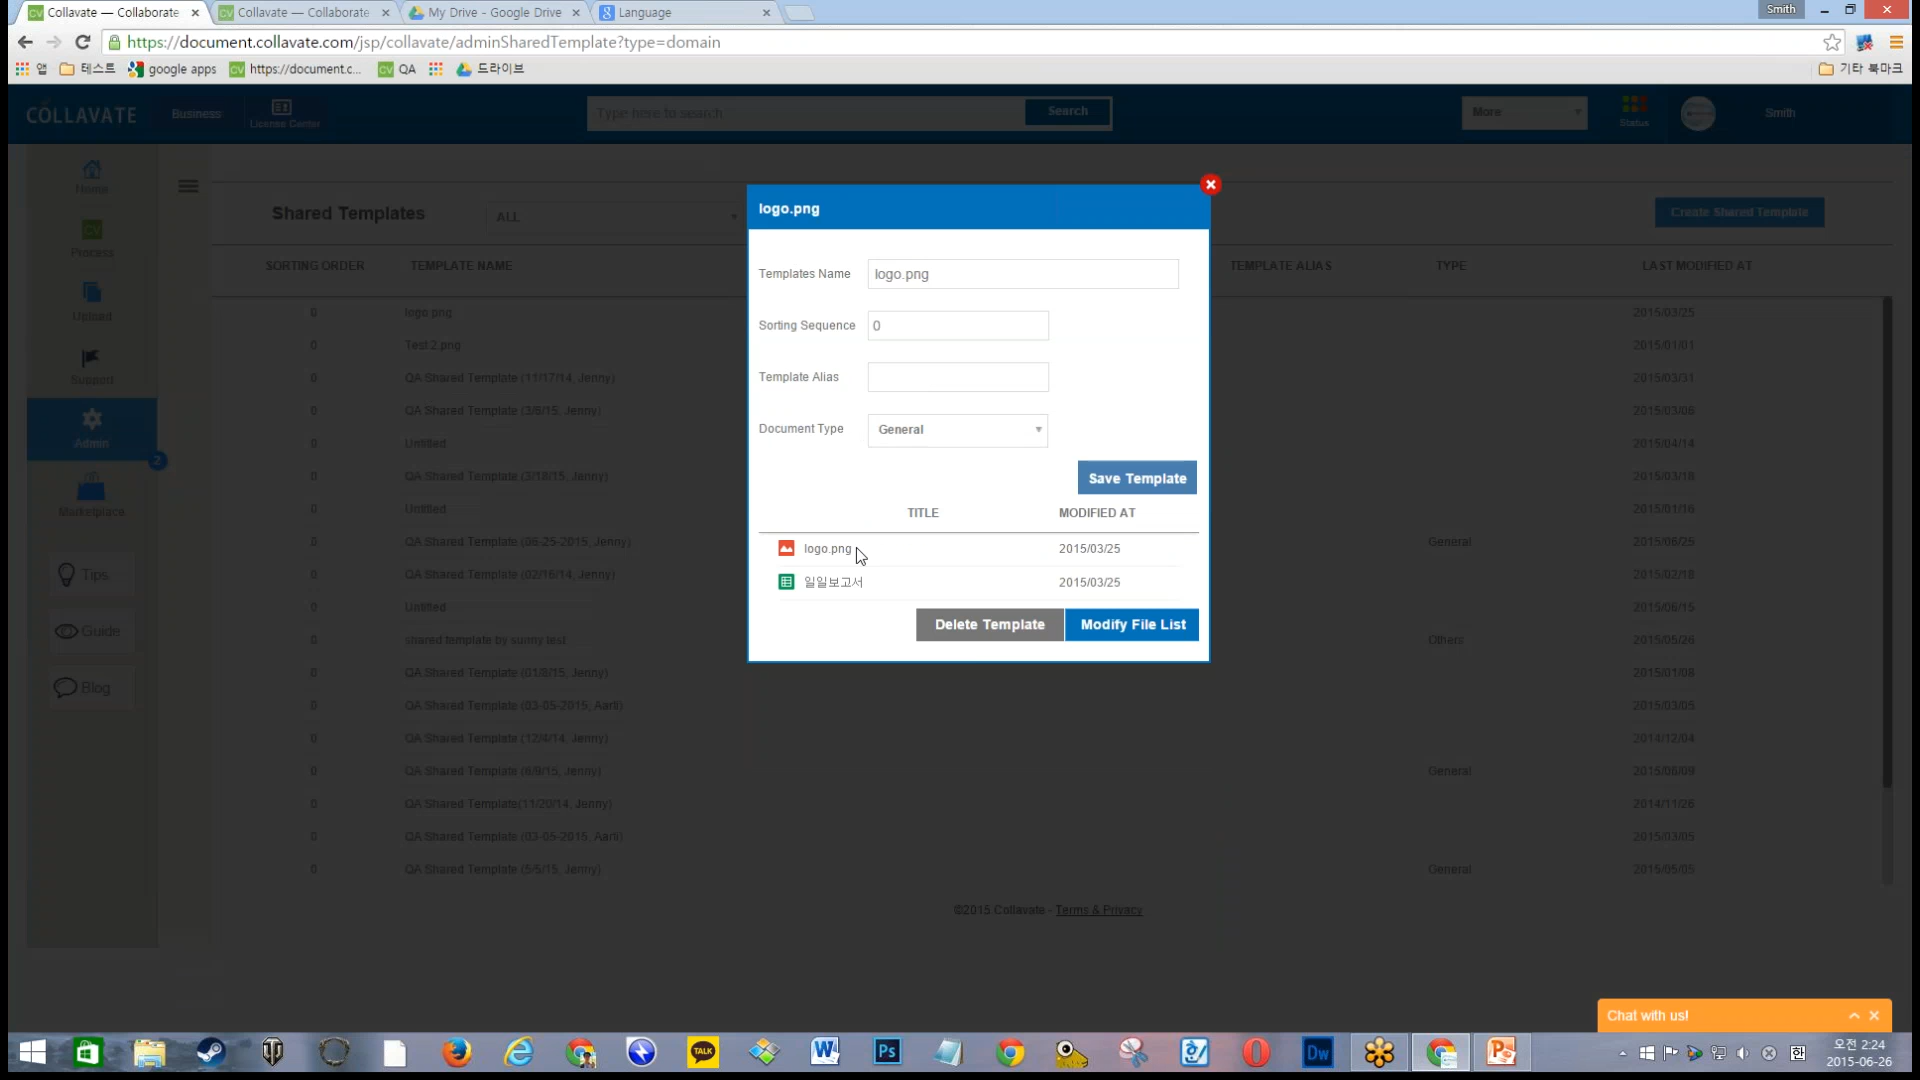 Collavate — Collaborate
Collavate — Collaborate
My Drive - Google Drive
Language
Smith
https://document.collavate.com/jsp/collavate/adminSharedTemplate?type=domain
앱
테스트
google apps
https://document.c...
QA
드라이브
기타 북마크
COLLAVATE
Business
License Center
Type here to search
Search
More
Status
Smith
Home
Process
Upload
Support
Admin
2
Marketplace
Tips
Guide
Blog
Shared Templates
ALL
Create Shared Template
SORTING ORDER TEMPLATE NAME TEMPLATE ALIAS TYPE LAST MODIFIED AT
0 logo.png 2015/03/25
0 Test 2.png 2015/01/01
0 QA Shared Template (11/17/14, Jenny) 2015/03/31
0 QA Shared Template (3/6/15, Jenny) 2015/03/06
0 Untitled 2015/04/14
0 QA Shared Template (3/18/15, Jenny) 2015/03/18
0 Untitled 2015/01/16
0 QA Shared Template (06-25-2015, Jenny) General 2015/06/25
0 QA Shared Template (02/16/14, Jenny) 2015/02/18
0 Untitled 2015/06/15
0 shared template by sunny test Others 2015/05/26
0 QA Shared Template (01/8/15, Jenny) 2015/01/08
0 QA Shared Template (03-05-2015, Aarti) 2015/03/05
0 QA Shared Template (12/4/14, Jenny) 2014/12/04
0 QA Shared Template (6/9/15, Jenny) General 2015/06/09
0 QA Shared Template(11/20/14, Jenny) 2014/11/26
0 QA Shared Template (03-05-2015, Aarti) 2015/03/05
0 QA Shared Template (5/5/15, Jenny) General 2015/05/05
logo.png
Templates Name logo.png
Sorting Sequence 0
Template Alias
Document Type General
Save Template
TITLE MODIFIED AT
logo.png 2015/03/25
일일보고서 2015/03/25
Delete Template
Modify File List
©2015 Collavate - Terms & Privacy
Chat with us!
TALK
Ps
Dw
한
오전 2:24
2015-06-26